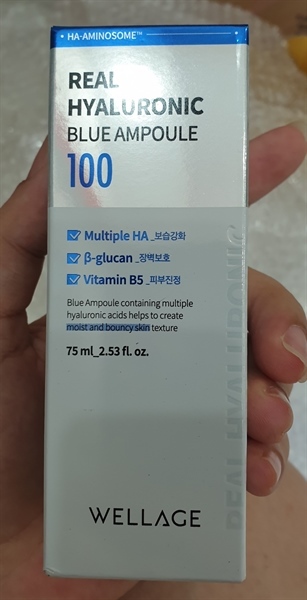 HA-AMINOSOME™
REAL
HYALURONIC
BLUE AMPOULE
100
Multiple HA _보습강화
β-glucan _장벽보호
Vitamin B5 _피부진정
Blue Ampoule containing multiple
hyaluronic acids helps to create
moist and bouncy skin texture
75 ml_2.53 fl. oz.
WELLAGE
REAL HYALURONIC